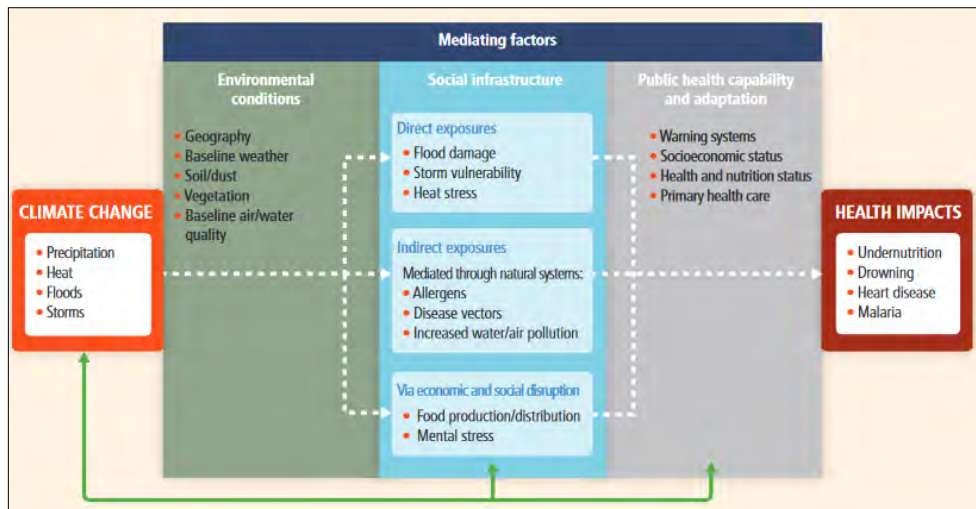 Mediating factors
Environmental
conditions
• Geography
• Baseline weather
• Soil/dust
• Vegetation
• Baseline air/water
quality
Social infrastructure
Direct exposures
• Flood damage
• Storm vulnerability
• Heat stress
Indirect exposures
Mediated through natural systems:
• Allergens
• Disease vectors
• Increased water/air pollution
Via economic and social disruption
• Food production/distribution
• Mental stress
Public health capability
and adaptation
• Warning systems
• Socioeconomic status
• Health and nutrition status
• Primary health care
CLIMATE CHANGE
• Precipitation
• Heat
• Floods
• Storms
HEALTH IMPACTS
• Undernutrition
• Drowning
• Heart disease
• Malaria